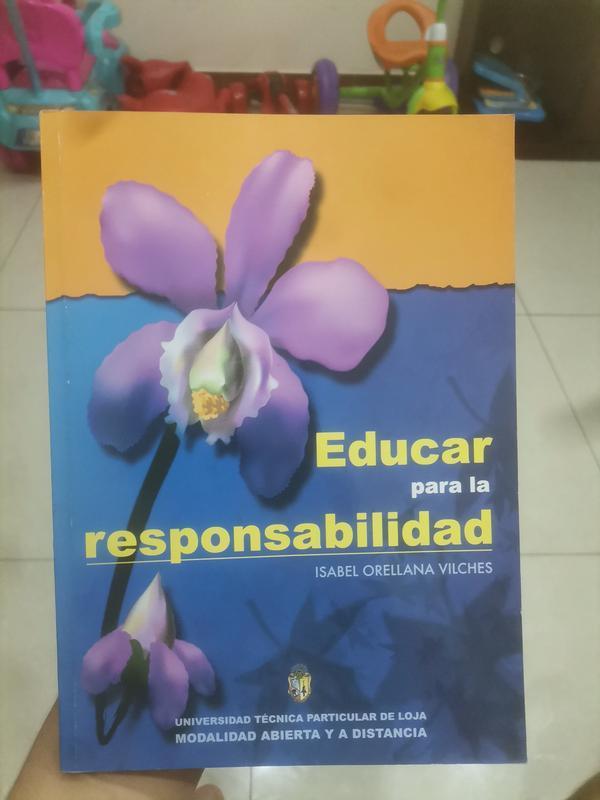 Educar
para la
responsabilidad
ISABEL ORELLANA VILCHES
UNIVERSIDAD TÉCNICA PARTICULAR DE LOJA
MODALIDAD ABIERTA Y A DISTANCIA